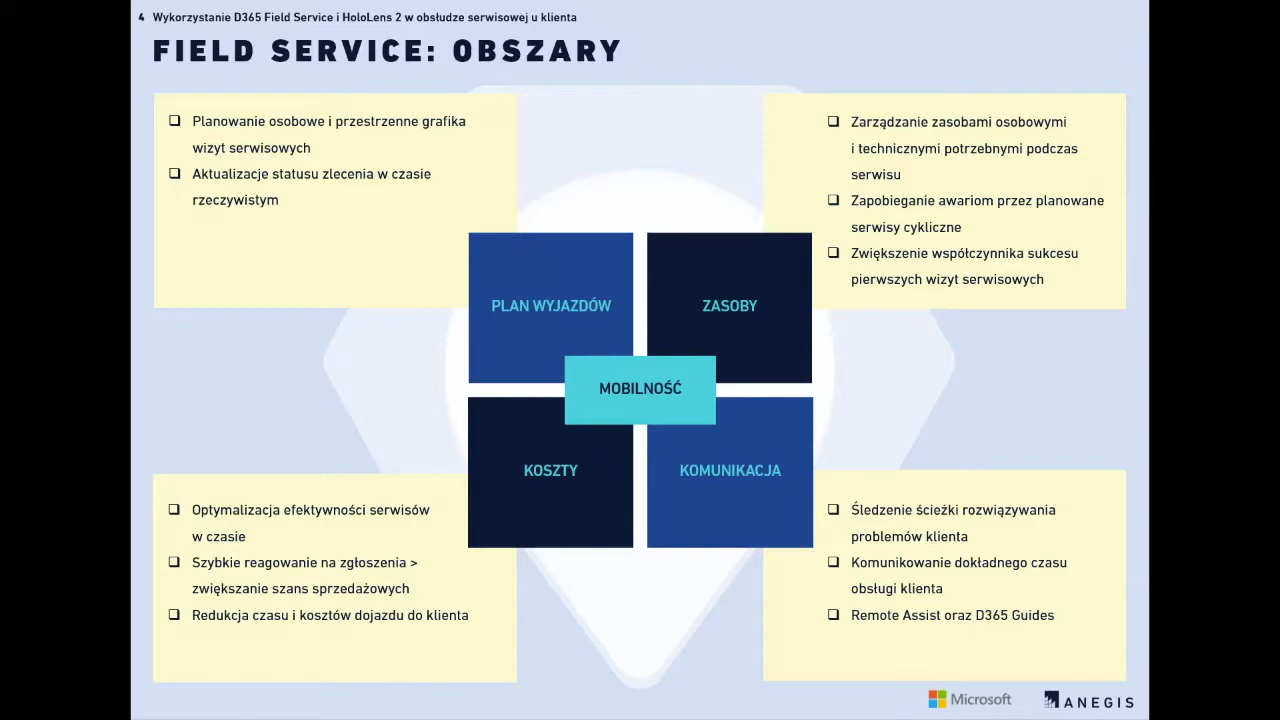 4 Wykorzystanie D365 Field Service i HoloLens 2 w obsłudze serwisowej u klienta
FIELD SERVICE: OBSZARY
❑ Planowanie osobowe i przestrzenne grafika
wizyt serwisowych
❑ Aktualizacje statusu zlecenia w czasie
rzeczywistym
❑ Zarządzanie zasobami osobowymi
i technicznymi potrzebnymi podczas
serwisu
❑ Zapobieganie awariom przez planowane
serwisy cykliczne
❑ Zwiększenie współczynnika sukcesu
pierwszych wizyt serwisowych
PLAN WYJAZDÓW
ZASOBY
MOBILNOŚĆ
KOSZTY
KOMUNIKACJA
❑ Optymalizacja efektywności serwisów
w czasie
❑ Szybkie reagowanie na zgłoszenia >
zwiększanie szans sprzedażowych
❑ Redukcja czasu i kosztów dojazdu do klienta
❑ Śledzenie ścieżki rozwiązywania
problemów klienta
❑ Komunikowanie dokładnego czasu
obsługi klienta
❑ Remote Assist oraz D365 Guides
Microsoft
ANEGIS